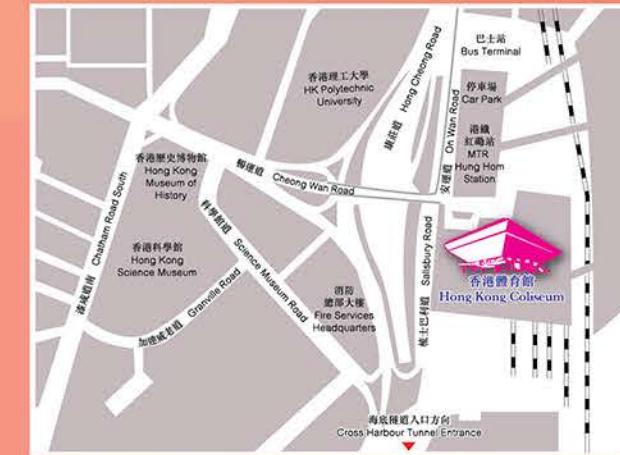 巴士站
Bus Terminal
香港理工大學
HK Polytechnic
University
康莊道 Hong Cheong Road
停車場
Car Park
港鐵
紅磡站
MTR
Hung Hom
Station
安運道 On Wan Road
香港歷史博物館
Hong Kong
Museum of
History
暢運道 Cheong Wan Road
科學館道 Science Museum Road
漆咸道南 Chatham Road South
香港科學館
Hong Kong
Science Museum
加連威老道 Granville Road
消防
總部大樓
Fire Services
Headquarters
梳士巴利道 Salisbury Road
香港體育館
Hong Kong Coliseum
海底隧道入口方向
Cross Harbour Tunnel Entrance